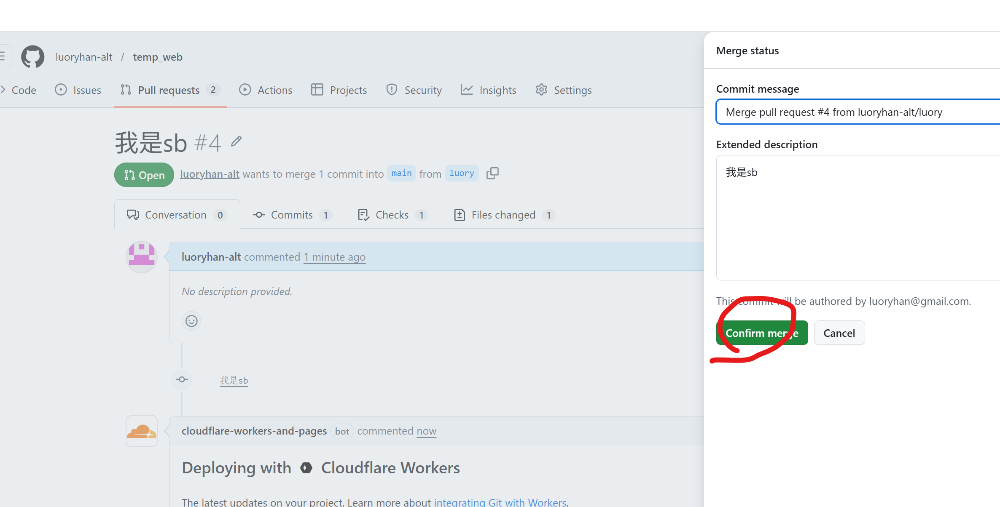 luoryhan-alt / temp_web
Code Issues Pull requests 2 Actions Projects Security Insights Settings
我是sb #4
Open luoryhan-alt wants to merge 1 commit into main from luory
Conversation 0 Commits 1 Checks 1 Files changed 1
luoryhan-alt commented 1 minute ago
No description provided.
我是sb
cloudflare-workers-and-pages bot commented now
Deploying with Cloudflare Workers
The latest updates on your project. Learn more about integrating Git with Workers.
Merge status
Commit message
Merge pull request #4 from luoryhan-alt/luory
Extended description
我是sb
This commit will be authored by luoryhan@gmail.com.
Confirm merge Cancel